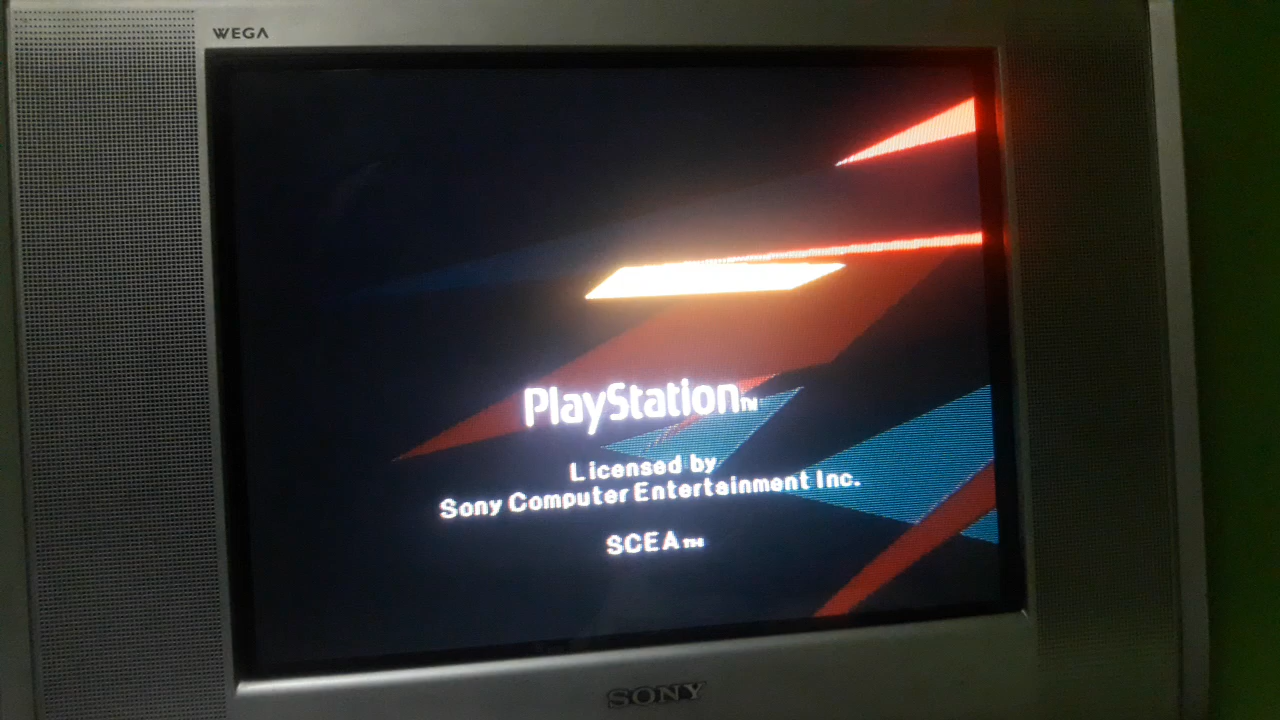 WEGA
PlayStation™
Licensed by
Sony Computer Entertainment Inc.
SCEA™
SONY